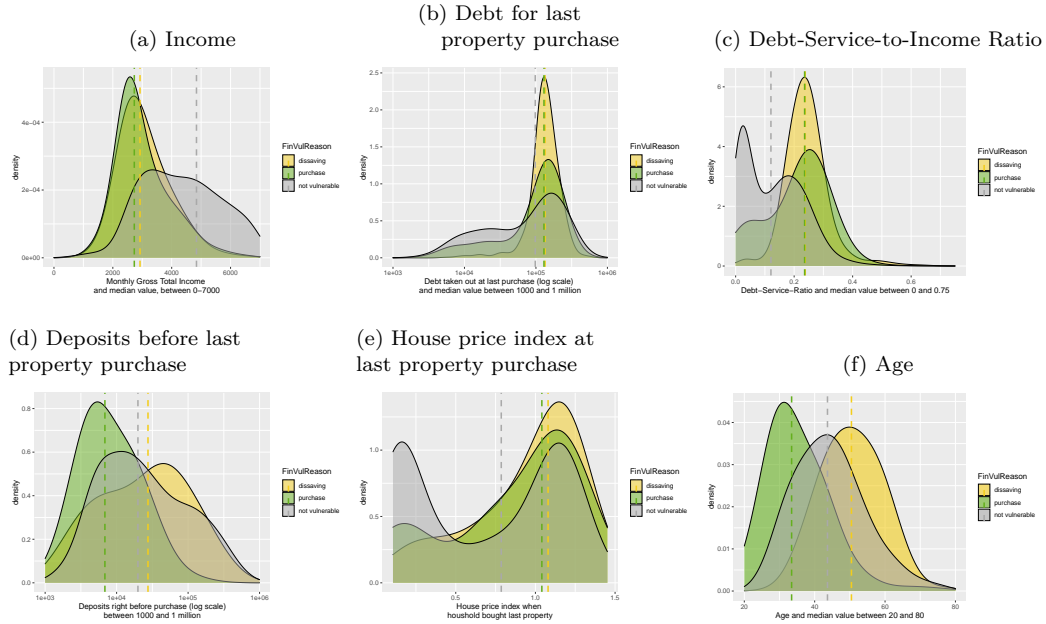 (a) Income
4e−04
2e−04
0e+00
density
0
2000
4000
6000
Monthly Gross Total Income
and median value, between 0−7000
FinVulReason
dissaving
purchase
not vulnerable
(b) Debt for last
property purchase
2.5
2.0
1.5
1.0
0.5
0.0
density
1e+03
1e+04
1e+05
1e+06
Debt taken out at last purchase (log scale)
and median value between 1000 and 1 million
FinVulReason
dissaving
purchase
not vulnerable
(c) Debt-Service-to-Income Ratio
6
4
2
0
density
0.0
0.2
0.4
0.6
Debt−Service−Ratio and median value between 0 and 0.75
FinVulReason
dissaving
purchase
not vulnerable
(d) Deposits before last
property purchase
0.8
0.6
0.4
0.2
0.0
density
1e+03
1e+04
1e+05
1e+06
Deposits right before purchase (log scale)
between 1000 and 1 million
FinVulReason
dissaving
purchase
not vulnerable
(e) House price index at
last property purchase
1.0
0.5
0.0
density
0.5
1.0
1.5
House price index when
houshold bought last property
FinVulReason
dissaving
purchase
not vulnerable
(f) Age
0.04
0.03
0.02
0.01
0.00
density
20
40
60
80
Age and median value between 20 and 80
FinVulReason
dissaving
purchase
not vulnerable